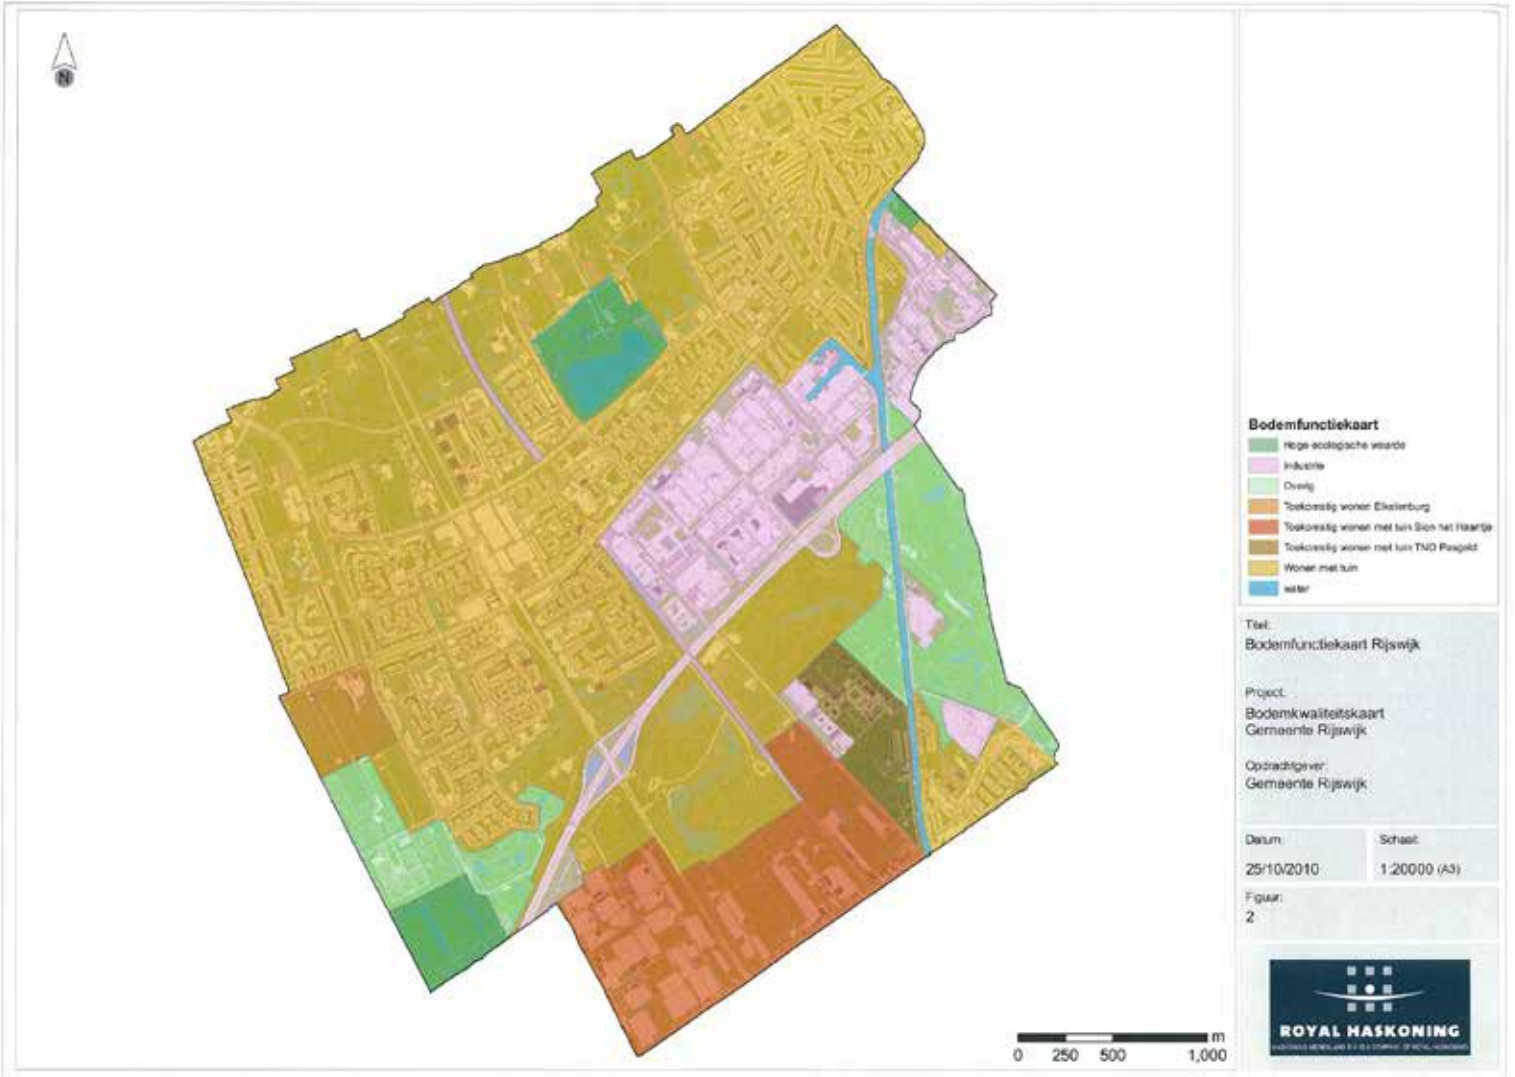 N
Bodemfunctiekaart
Hoge ecologische waarde
Industrie
Overig
Toekomstig wonen Eikelenburg
Toekomstig wonen met tuin Sion het Haantje
Toekomstig wonen met tuin TNO Pasgeld
Wonen met tuin
water
Titel:
Bodemfunctiekaart Rijswijk
Project:
Bodemkwaliteitskaart
Gemeente Rijswijk
Opdrachtgever:
Gemeente Rijswijk
Datum: Schaal:
25/10/2010 1:20000 (A3)
Figuur:
2
m
0 250 500 1,000
ROYAL HASKONING